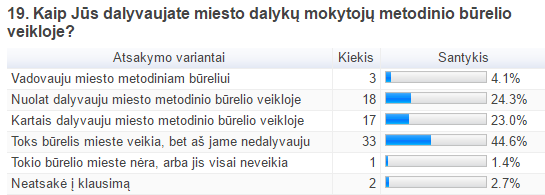 19. Kaip Jūs dalyvaujate miesto dalykų mokytojų metodinio būrelio
veikloje?
Atsakymo variantai Kiekis Santykis
Vadovauju miesto metodiniam būreliui 3 4.1%
Nuolat dalyvauju miesto metodinio būrelio veikloje 18 24.3%
Kartais dalyvauju miesto metodinio būrelio veikloje 17 23.0%
Toks būrelis mieste veikia, bet aš jame nedalyvauju 33 44.6%
Tokio būrelio mieste nėra, arba jis visai neveikia 1 1.4%
Neatsakė į klausimą 2 2.7%